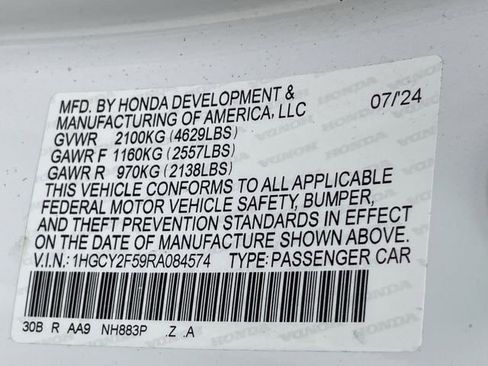 MFD. BY HONDA DEVELOPMENT & 07/24
MANUFACTURING OF AMERICA, LLC
GVWR 2100KG (4629LBS)
GAWR F 1160KG (2557LBS)
GAWR R 970KG (2138LBS)
THIS VEHICLE CONFORMS TO ALL APPLICABLE
FEDERAL MOTOR VEHICLE SAFETY, BUMPER,
AND THEFT PREVENTION STANDARDS IN EFFECT
ON THE DATE OF MANUFACTURE SHOWN ABOVE.
V.I.N.: 1HGCY2F59RA084574 TYPE: PASSENGER CAR
30B R AA9 NH883P .Z .A